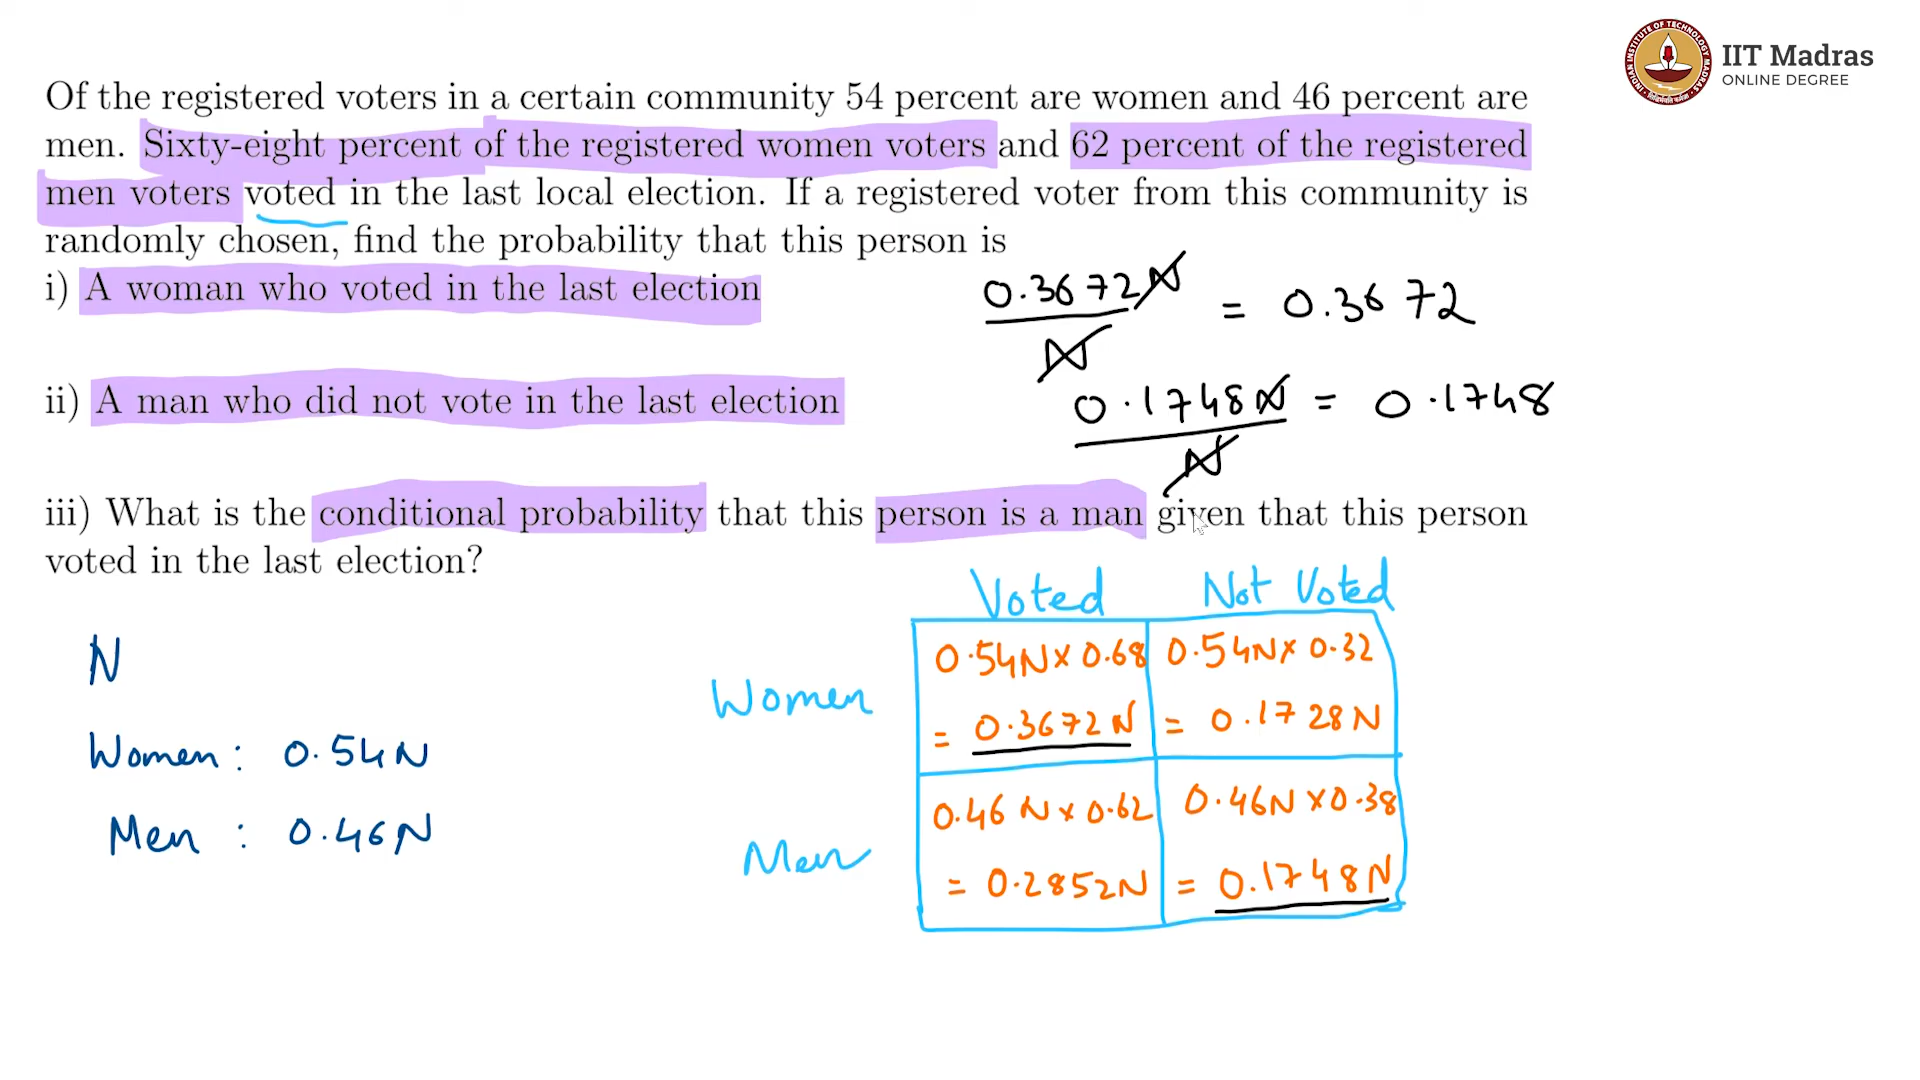 IIT Madras
ONLINE DEGREE
INDIAN INSTITUTE OF TECHNOLOGY MADRAS
Of the registered voters in a certain community 54 percent are women and 46 percent are
men. Sixty-eight percent of the registered women voters and 62 percent of the registered
men voters voted in the last local election. If a registered voter from this community is
randomly chosen, find the probability that this person is
i) A woman who voted in the last election
0.3672N / N = 0.3672
ii) A man who did not vote in the last election
0.1748N / N = 0.1748
iii) What is the conditional probability that this person is a man given that this person
voted in the last election?
Voted Not Voted
N
Women
0.54N x 0.68 0.54N x 0.32
= 0.3672N = 0.1728N
Women : 0.54N
Men : 0.46N
Men
0.46N x 0.62 0.46N x 0.38
= 0.2852N = 0.1748N